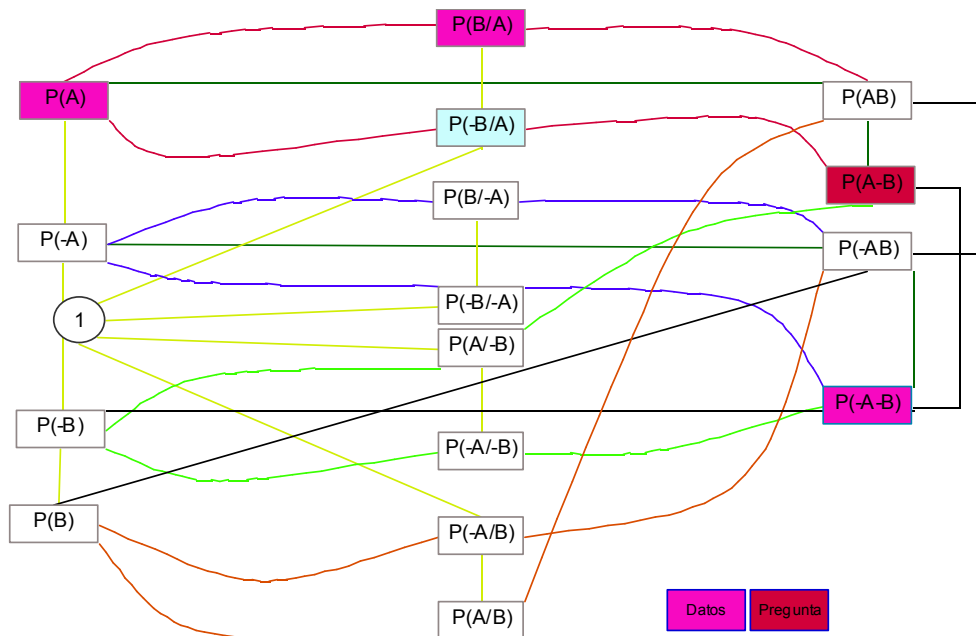 P(B/A)
P(A)
P(AB)
P(-B/A)
P(A-B)
P(B/-A)
P(-A)
P(-AB)
P(-B/-A)
1
P(A/-B)
P(-A-B)
P(-B)
P(-A/-B)
P(B)
P(-A/B)
P(A/B)
Datos
Pregunta